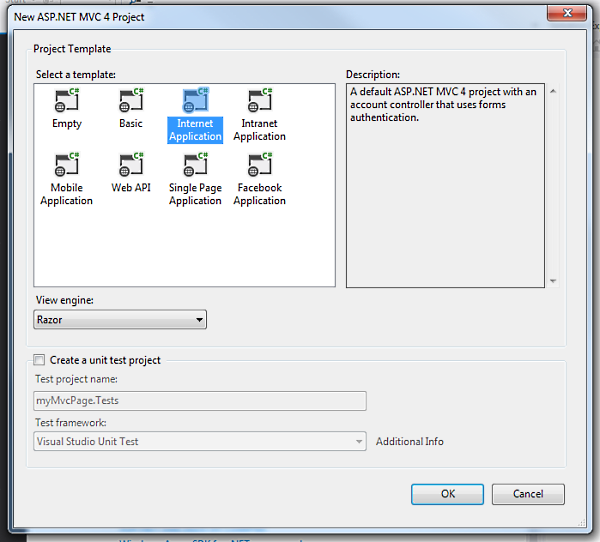 New ASP.NET MVC 4 Project
Project Template
Select a template:
Description:
C# C# C# C#
Empty Basic Internet Application Intranet Application
C# C# C# C#
Mobile Application Web API Single Page Application Facebook Application
A default ASP.NET MVC 4 project with an
account controller that uses forms
authentication.
View engine:
Razor
Create a unit test project
Test project name:
myMvcPage.Tests
Test framework:
Visual Studio Unit Test
Additional Info
OK
Cancel